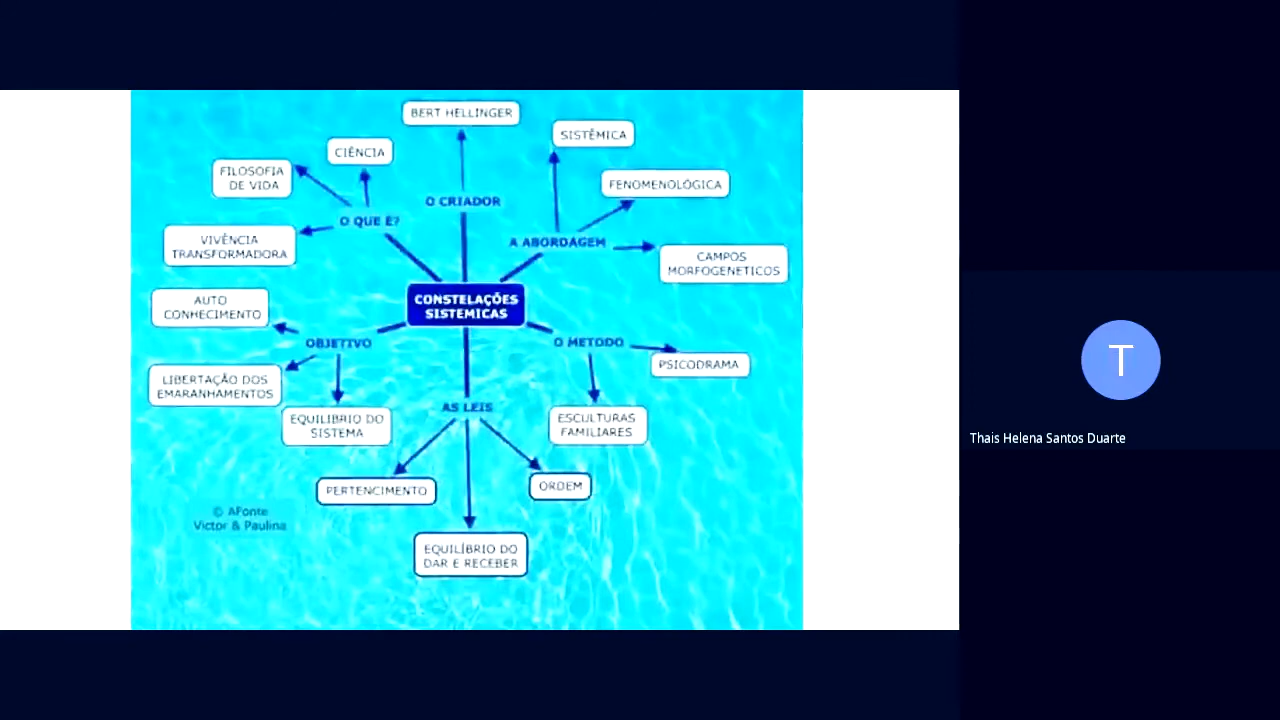 BERT HELLINGER
SISTÊMICA
CIÊNCIA
FILOSOFIA
DE VIDA
FENOMENOLÓGICA
O CRIADOR
O QUE E?
VIVÊNCIA
TRANSFORMADORA
A ABORDAGEM
CAMPOS
MORFOGENETICOS
AUTO
CONHECIMENTO
CONSTELAÇÕES
SISTEMICAS
OBJETIVO
O METODO
PSICODRAMA
LIBERTAÇÃO DOS
EMARANHAMENTOS
AS LEIS
EQUILIBRIO DO
SISTEMA
ESCULTURAS
FAMILIARES
PERTENCIMENTO
ORDEM
© AFonte
Victor & Paulina
EQUILÍBRIO DO
DAR E RECEBER
T
Thais Helena Santos Duarte